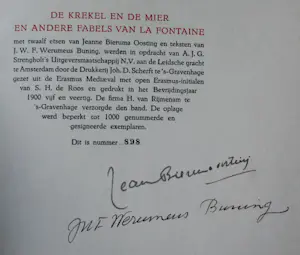 DE KREKEL EN DE MIER
EN ANDERE FABELS VAN LA FONTAINE
met twaalf etsen van Jeanne Bieruma Oosting en teksten van
J. W. F. Werumeus Buning, werden in opdracht van A. J. G.
Strengholt's Uitgeversmaatschappij N.V. aan de Leidsche gracht
te Amsterdam door de Drukkerij Joh. D. Scherft te 's-Gravenhage
gezet uit de Erasmus Mediaeval met open Erasmus-initialen
van S. H. de Roos en gedrukt in het Bevrijdingsjaar
1900 vijf en veertig. De firma H. van Rijmenam te
's-Gravenhage verzorgde den band. De oplage
werd beperkt tot 1000 genummerde en
gesigneerde exemplaren.
Dit is nummer 898
Jean Bieruma Oosting
JWF Werumeus Buning